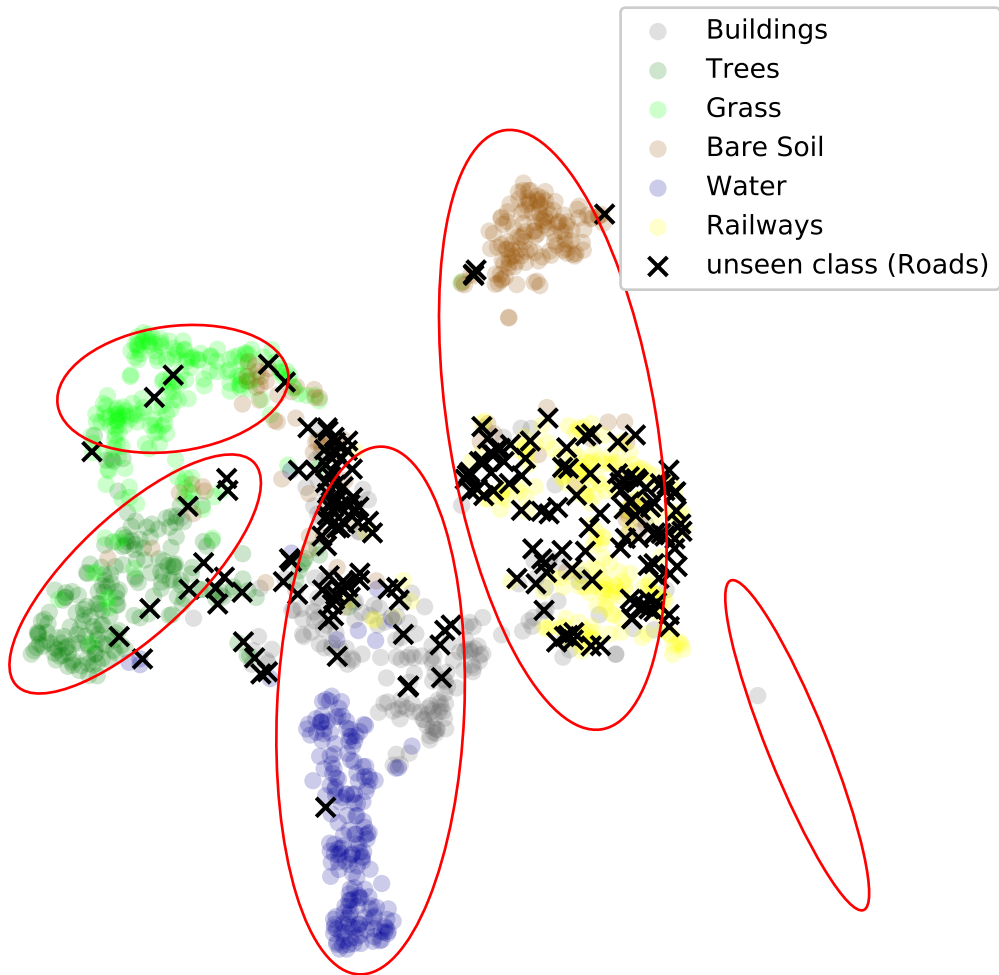 Buildings
Trees
Grass
Bare Soil
Water
Railways
unseen class (Roads)